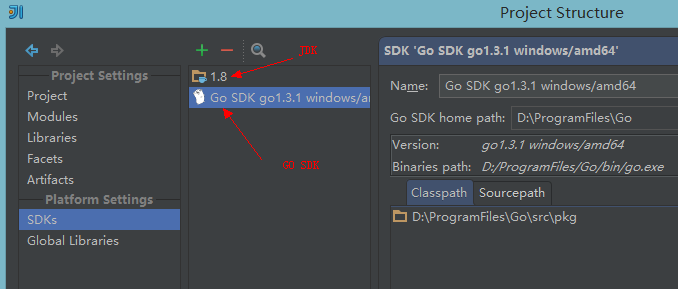 Project Structure
Project Settings
Project
Modules
Libraries
Facets
Artifacts
Platform Settings
SDKs
Global Libraries
JDK
1.8
Go SDK go1.3.1 windows/am
GO SDK
SDK 'Go SDK go1.3.1 windows/amd64'
Name: Go SDK go1.3.1 windows/amd64
Go SDK home path: D:\ProgramFiles\Go
Version: go1.3.1 windows/amd64
Binaries path: D:/ProgramFiles/Go/bin/go.exe
Classpath Sourcepath
D:\ProgramFiles\Go\src\pkg